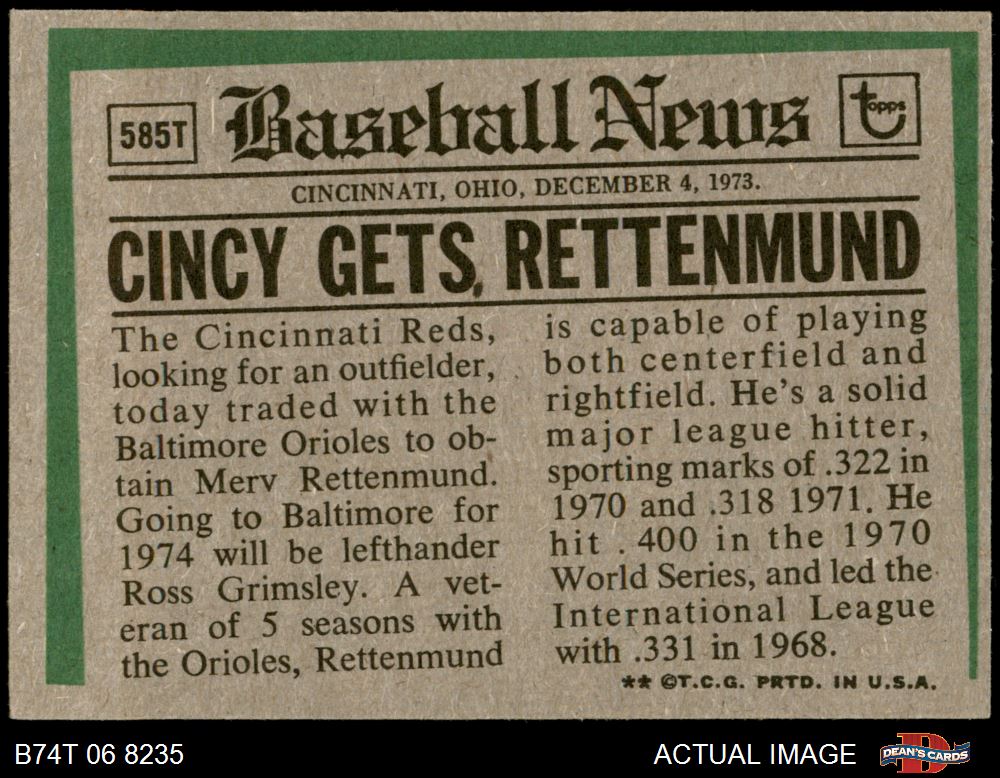 585T
Baseball News
topps
CINCINNATI, OHIO, DECEMBER 4, 1973.
CINCY GETS RETTENMUND
The Cincinnati Reds,
looking for an outfielder,
today traded with the
Baltimore Orioles to ob-
tain Merv Rettenmund.
Going to Baltimore for
1974 will be lefthander
Ross Grimsley. A vet-
eran of 5 seasons with
the Orioles, Rettenmund
is capable of playing
both centerfield and
rightfield. He's a solid
major league hitter,
sporting marks of .322 in
1970 and .318 1971. He
hit .400 in the 1970
World Series, and led the
International League
with .331 in 1968.
** ©T.C.G. PRTD. IN U.S.A.
B74T 06 8235
ACTUAL IMAGE
DEAN'S CARDS